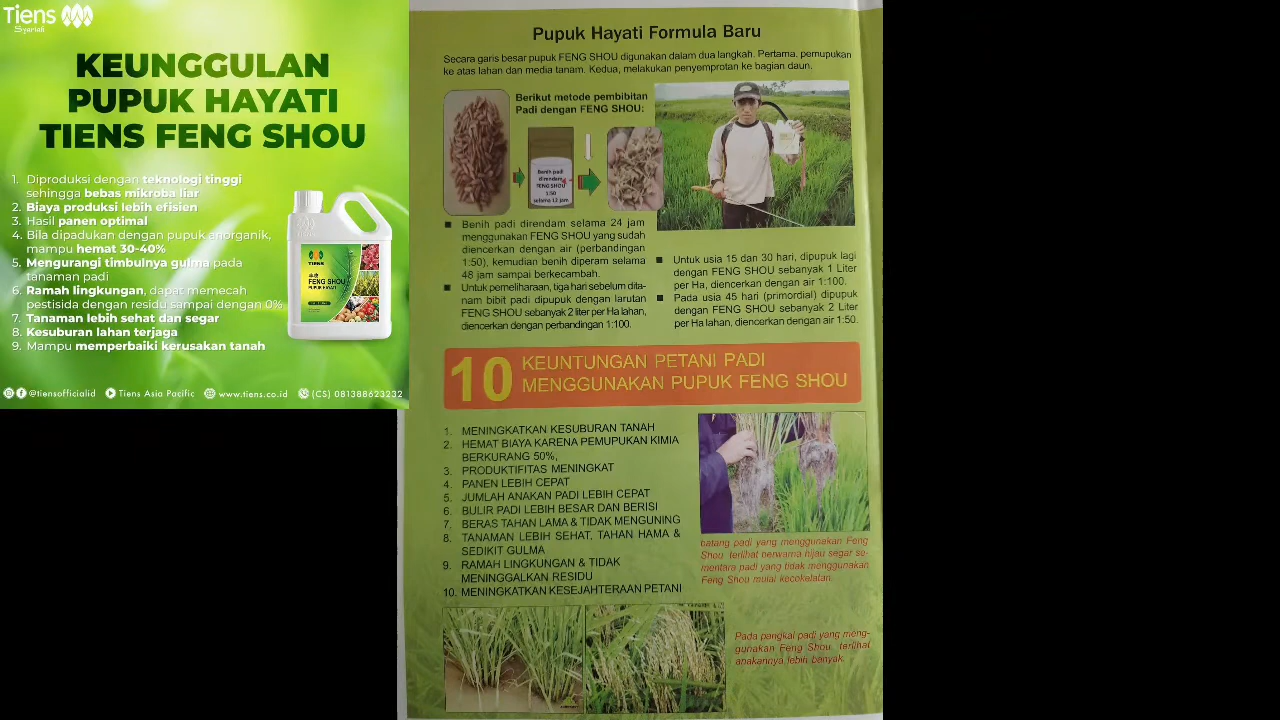 Tiens
Syariah
KEUNGGULAN
PUPUK HAYATI
TIENS FENG SHOU
1. Diproduksi dengan teknologi tinggi
sehingga bebas mikroba liar
2. Biaya produksi lebih efisien
3. Hasil panen optimal
4. Bila dipadukan dengan pupuk anorganik,
mampu hemat 30-40%
5. Mengurangi timbulnya gulma pada
tanaman padi
6. Ramah lingkungan, dapat memecah
pestisida dengan residu sampai dengan 0%
7. Tanaman lebih sehat dan segar
8. Kesuburan lahan terjaga
9. Mampu memperbaiki kerusakan tanah
TIENS
FENG SHOU
PUPUK HAYATI
@tiensofficialid Tiens Asia Pacific www.tiens.co.id (CS) 081388623232
Pupuk Hayati Formula Baru
Secara garis besar pupuk FENG SHOU digunakan dalam dua langkah. Pertama, pemupukan
ke atas lahan dan media tanam. Kedua, melakukan penyemprotan ke bagian daun.
Berikut metode pembibitan
Padi dengan FENG SHOU:
Benih padi
direndam
FENG SHOU
1:50
selama 12 jam
■ Benih padi direndam selama 24 jam
menggunakan FENG SHOU yang sudah
diencerkan dengan air (perbandingan
1:50), kemudian benih diperam selama
48 jam sampai berkecambah.
■ Untuk pemeliharaan, tiga hari sebelum dita-
nam bibit padi dipupuk dengan larutan
FENG SHOU sebanyak 2 liter per Ha lahan,
diencerkan dengan perbandingan 1:100.
■ Untuk usia 15 dan 30 hari, dipupuk lagi
dengan FENG SHOU sebanyak 1 Liter
per Ha, diencerkan dengan air 1:100.
■ Pada usia 45 hari (primordial) dipupuk
dengan FENG SHOU sebanyak 2 Liter
per Ha lahan, diencerkan dengan air 1:50.
10 KEUNTUNGAN PETANI PADI
MENGGUNAKAN PUPUK FENG SHOU
1. MENINGKATKAN KESUBURAN TANAH
2. HEMAT BIAYA KARENA PEMUPUKAN KIMIA
BERKURANG 50%,
3. PRODUKTIFITAS MENINGKAT
4. PANEN LEBIH CEPAT
5. JUMLAH ANAKAN PADI LEBIH CEPAT
6. BULIR PADI LEBIH BESAR DAN BERISI
7. BERAS TAHAN LAMA & TIDAK MENGUNING
8. TANAMAN LEBIH SEHAT, TAHAN HAMA &
SEDIKIT GULMA
9. RAMAH LINGKUNGAN & TIDAK
MENINGGALKAN RESIDU
10. MENINGKATKAN KESEJAHTERAAN PETANI
batang padi yang menggunakan Feng
Shou terlihat berwarna hijau segar se-
mentara padi yang tidak menggunakan
Feng Shou mulai kecokelatan.
Pada pangkal padi yang meng-
gunakan Feng Shou, terlihat
anakannya lebih banyak.